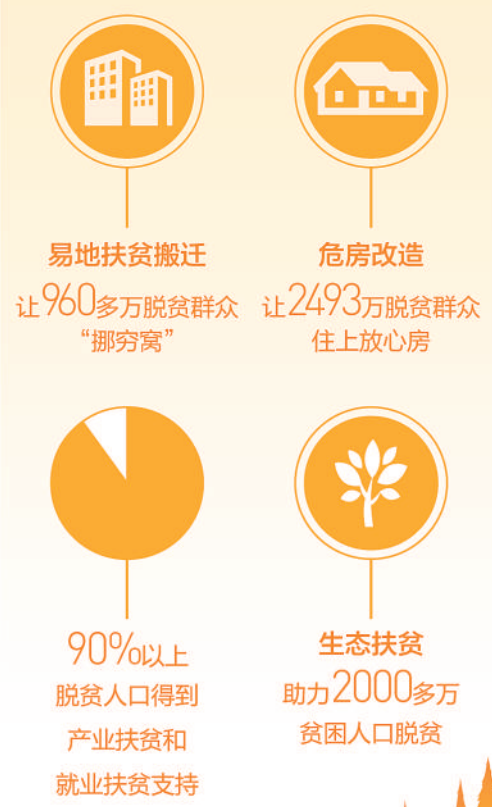 易地扶贫搬迁
让960多万脱贫群众
“挪穷窝”
危房改造
让2493万脱贫群众
住上放心房
90%以上
脱贫人口得到
产业扶贫和
就业扶贫支持
生态扶贫
助力2000多万
贫困人口脱贫